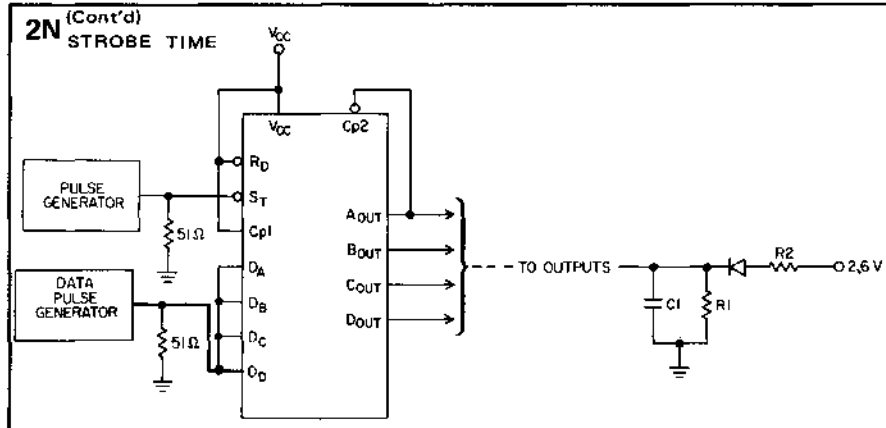 2N (Cont'd)
STROBE TIME
VCC
VCC
Cp2
RD
PULSE
GENERATOR
ST
51Ω
Cp1
AOUT
BOUT
COUT
DOUT
DA
DB
DC
DD
DATA
PULSE
GENERATOR
51Ω
TO OUTPUTS
C1
R1
R2
2.6V